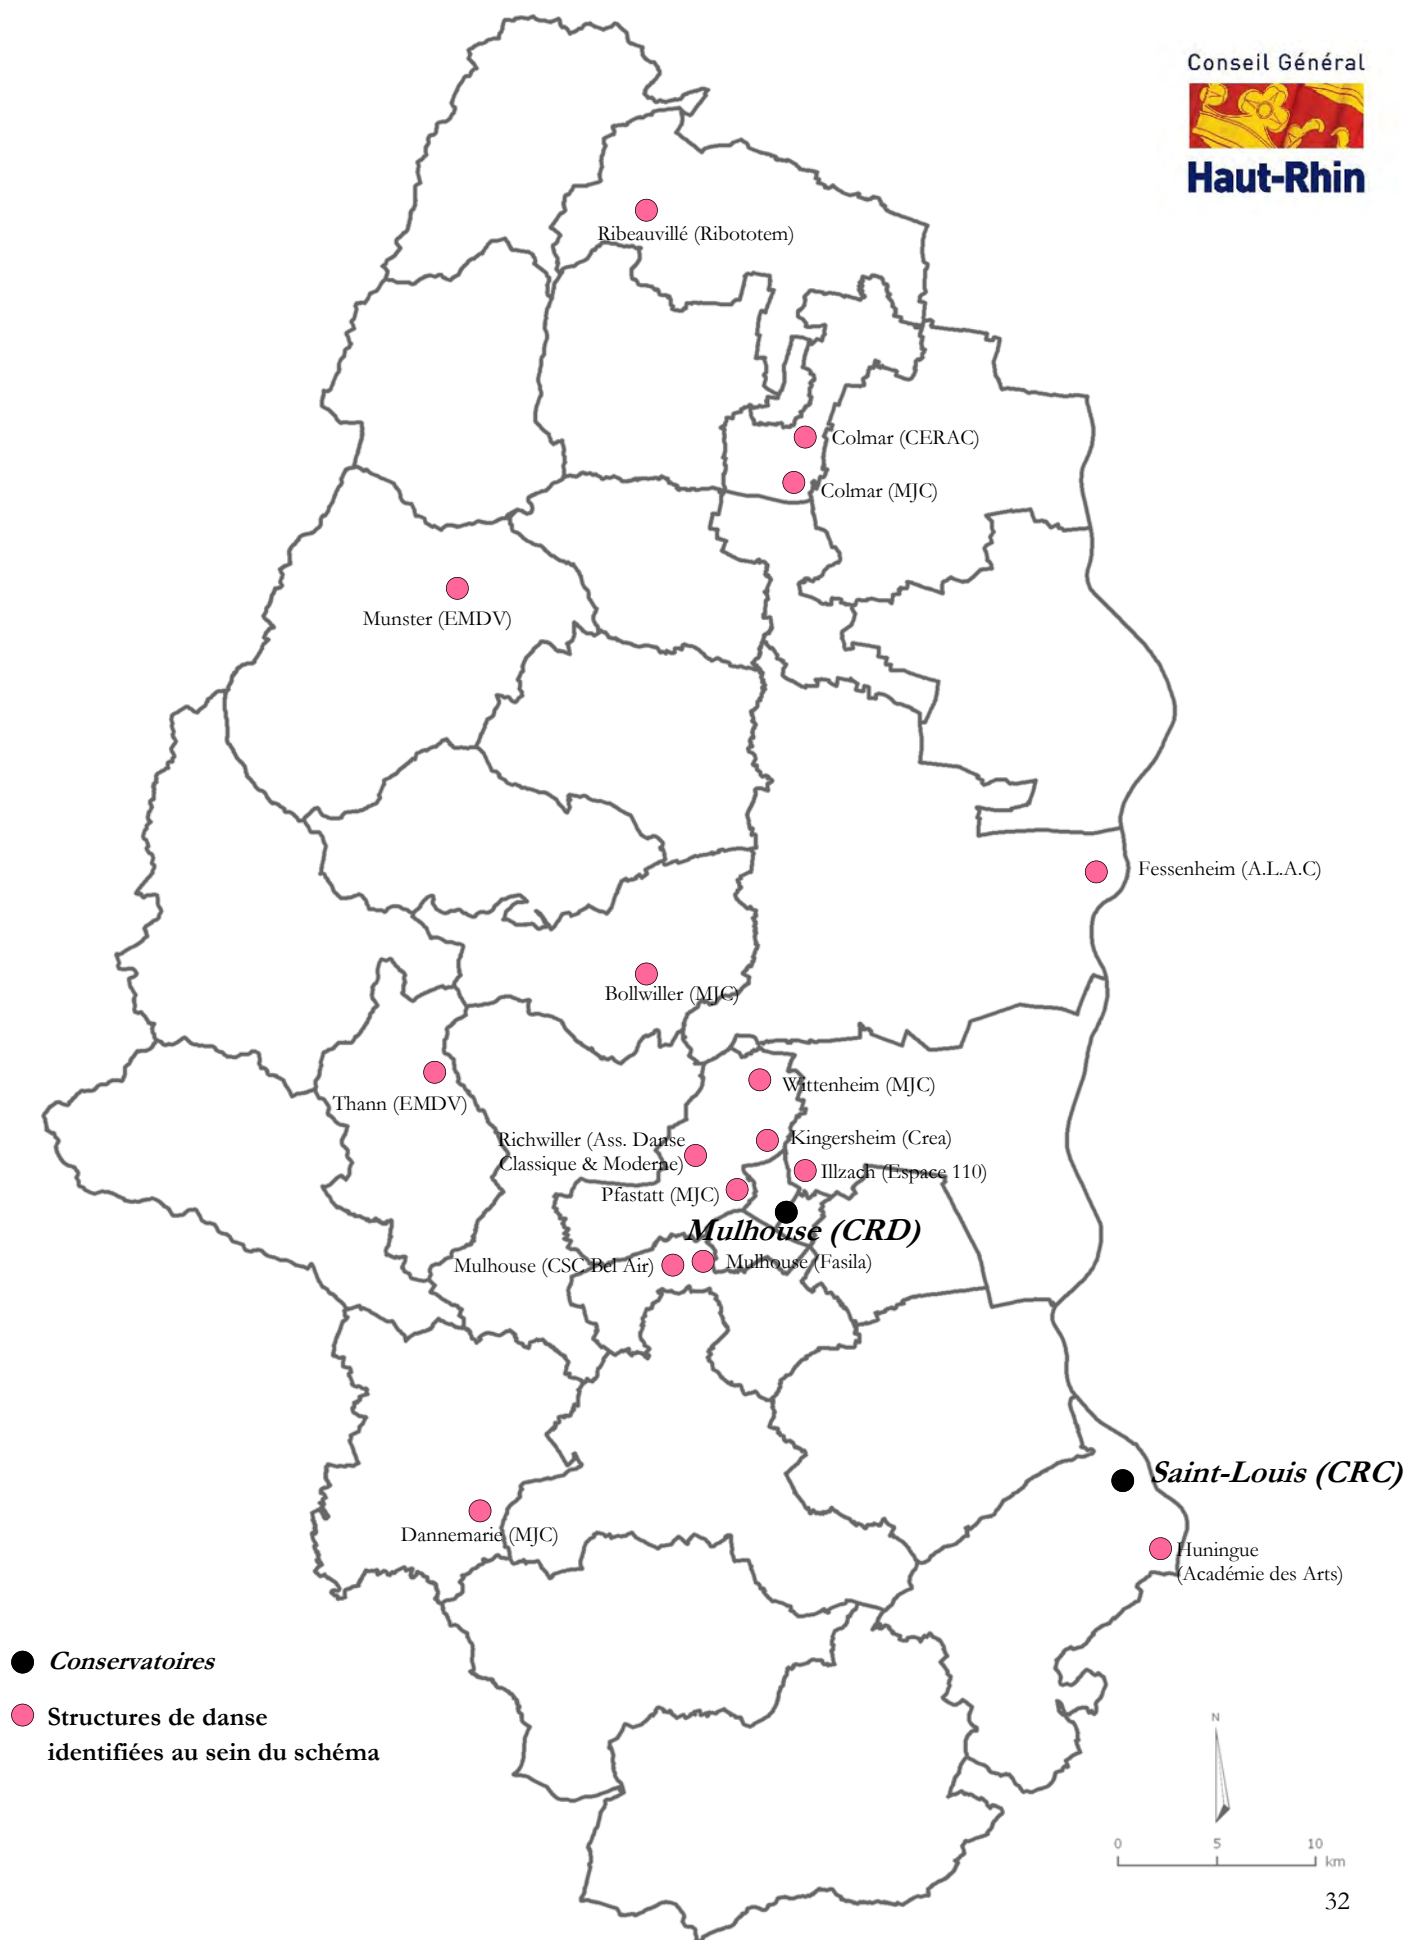 Conseil Général
Haut-Rhin
Ribeauvillé (Ribototem)
Colmar (CERAC)
Colmar (MJC)
Munster (EMDV)
Fessenheim (A.L.A.C)
Bollwiller (MJC)
Thann (EMDV)
Wittenheim (MJC)
Richwiller (Ass. Danse
Classique & Moderne)
Kingersheim (Crea)
Illzach (Espace 110)
Pfastatt (MJC)
Mulhouse (CRD)
Mulhouse (CSC Bel Air)
Mulhouse (Fasila)
Saint-Louis (CRC)
Dannemarie (MJC)
Huningue
(Académie des Arts)
Conservatoires
Structures de danse
identifiées au sein du schéma
N
0 5 10
km
32